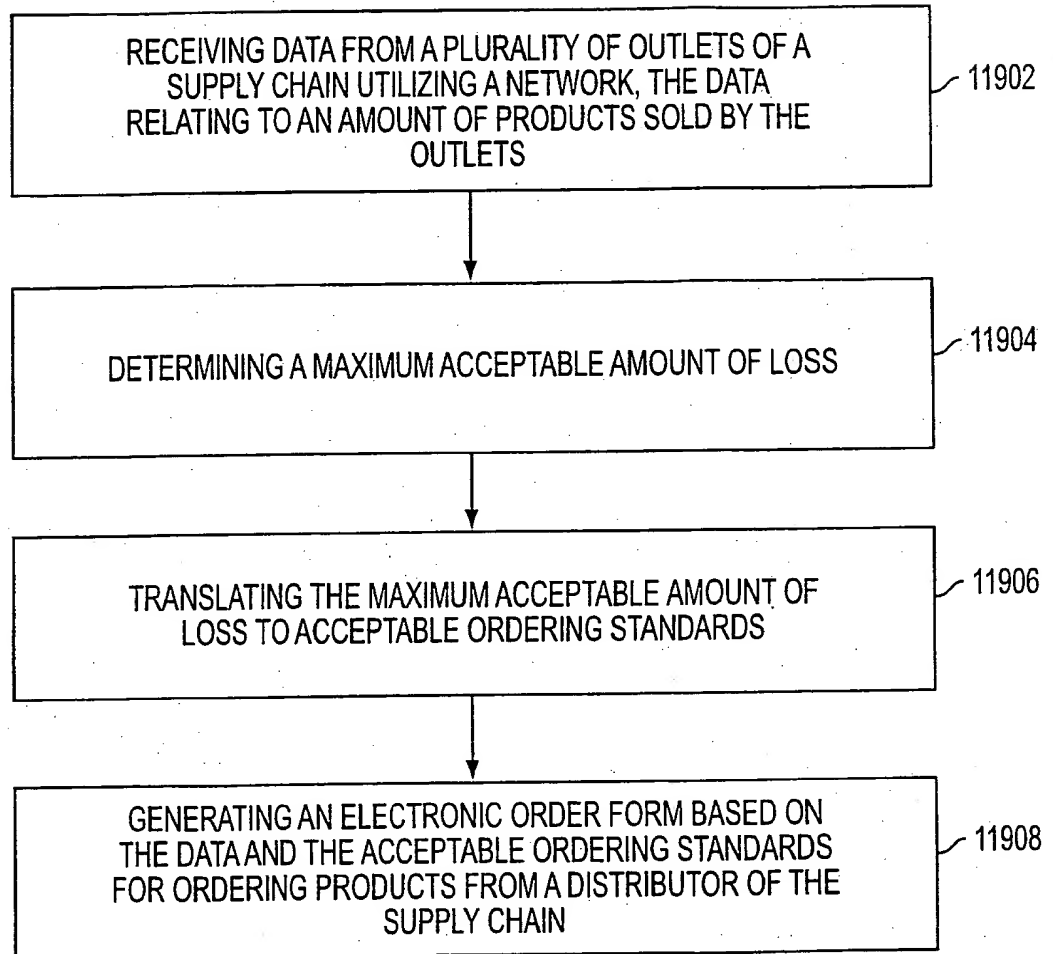 RECEIVING DATA FROM A PLURALITY OF OUTLETS OF A
SUPPLY CHAIN UTILIZING A NETWORK, THE DATA
RELATING TO AN AMOUNT OF PRODUCTS SOLD BY THE
OUTLETS
11902
DETERMINING A MAXIMUM ACCEPTABLE AMOUNT OF LOSS
11904
TRANSLATING THE MAXIMUM ACCEPTABLE AMOUNT OF
LOSS TO ACCEPTABLE ORDERING STANDARDS
11906
GENERATING AN ELECTRONIC ORDER FORM BASED ON
THE DATA AND THE ACCEPTABLE ORDERING STANDARDS
FOR ORDERING PRODUCTS FROM A DISTRIBUTOR OF THE
SUPPLY CHAIN
11908